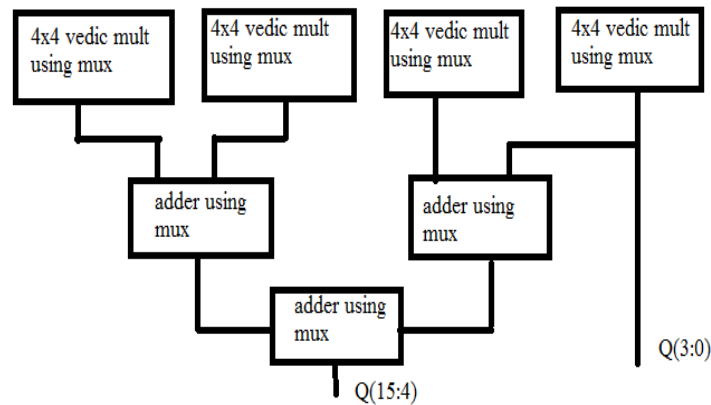 4x4 vedic mult
using mux
4x4 vedic mult
using mux
4x4 vedic mult
using mux
4x4 vedic mult
using mux
adder using
mux
adder using
mux
adder using
mux
Q(3:0)
Q(15:4)